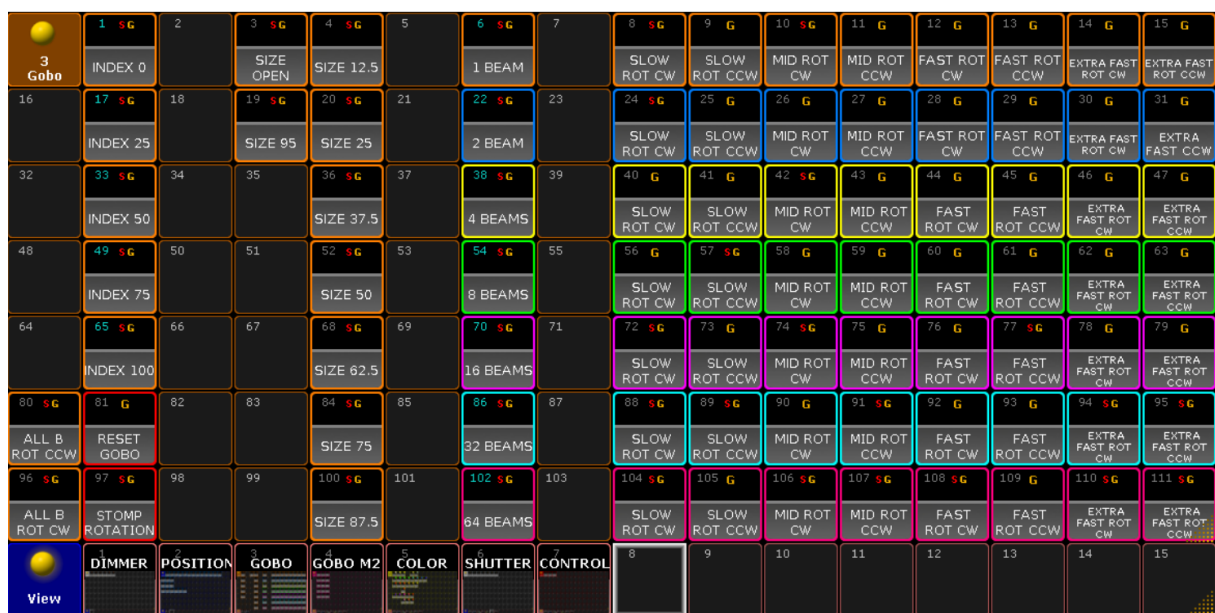 1 SG 2 3 SG 4 SG 5 6 SG 7 8 SG 9 G 10 SG 11 G 12 G 13 G 14 G 15 G
3 Gobo
INDEX 0
SIZE OPEN
SIZE 12.5
1 BEAM
SLOW ROT CW
SLOW ROT CCW
MID ROT CW
MID ROT CCW
FAST ROT CW
FAST ROT CCW
EXTRA FAST ROT CW
EXTRA FAST ROT CCW
16 17 SG 18 19 SG 20 SG 21 22 SG 23 24 SG 25 G 26 G 27 G 28 G 29 G 30 G 31 G
INDEX 25
SIZE 95
SIZE 25
2 BEAM
SLOW ROT CW
SLOW ROT CCW
MID ROT CW
MID ROT CCW
FAST ROT CW
FAST ROT CCW
EXTRA FAST ROT CW
EXTRA FAST CCW
32 33 SG 34 35 36 SG 37 38 SG 39 40 G 41 G 42 SG 43 G 44 G 45 G 46 G 47 G
INDEX 50
SIZE 37.5
4 BEAMS
SLOW ROT CW
SLOW ROT CCW
MID ROT CW
MID ROT CCW
FAST ROT CW
FAST ROT CCW
EXTRA FAST ROT CW
EXTRA FAST ROT CCW
48 49 SG 50 51 52 SG 53 54 SG 55 56 G 57 SG 58 G 59 G 60 G 61 G 62 G 63 G
INDEX 75
SIZE 50
8 BEAMS
SLOW ROT CW
SLOW ROT CCW
MID ROT CW
MID ROT CCW
FAST ROT CW
FAST ROT CCW
EXTRA FAST ROT CW
EXTRA FAST ROT CCW
64 65 SG 66 67 68 SG 69 70 SG 71 72 SG 73 G 74 SG 75 G 76 G 77 SG 78 G 79 G
INDEX 100
SIZE 62.5
16 BEAMS
SLOW ROT CW
SLOW ROT CCW
MID ROT CW
MID ROT CCW
FAST ROT CW
FAST ROT CCW
EXTRA FAST ROT CW
EXTRA FAST ROT CCW
80 SG 81 G 82 83 84 SG 85 86 SG 87 88 SG 89 SG 90 G 91 SG 92 G 93 G 94 SG 95 SG
ALL B ROT CCW
RESET GOBO
SIZE 75
32 BEAMS
SLOW ROT CW
SLOW ROT CCW
MID ROT CW
MID ROT CCW
FAST ROT CW
FAST ROT CCW
EXTRA FAST ROT CW
EXTRA FAST ROT CCW
96 SG 97 SG 98 99 100 SG 101 102 SG 103 104 SG 105 G 106 SG 107 SG 108 SG 109 G 110 SG 111 SG
ALL B ROT CW
STOMP ROTATION
SIZE 87.5
64 BEAMS
SLOW ROT CW
SLOW ROT CCW
MID ROT CW
MID ROT CCW
FAST ROT CW
FAST ROT CCW
EXTRA FAST ROT CW
EXTRA FAST ROT CCW
View
1 DIMMER
2 POSITION
3 GOBO
4 GOBO M2
5 COLOR
6 SHUTTER
7 CONTROL
8 9 10 11 12 13 14 15